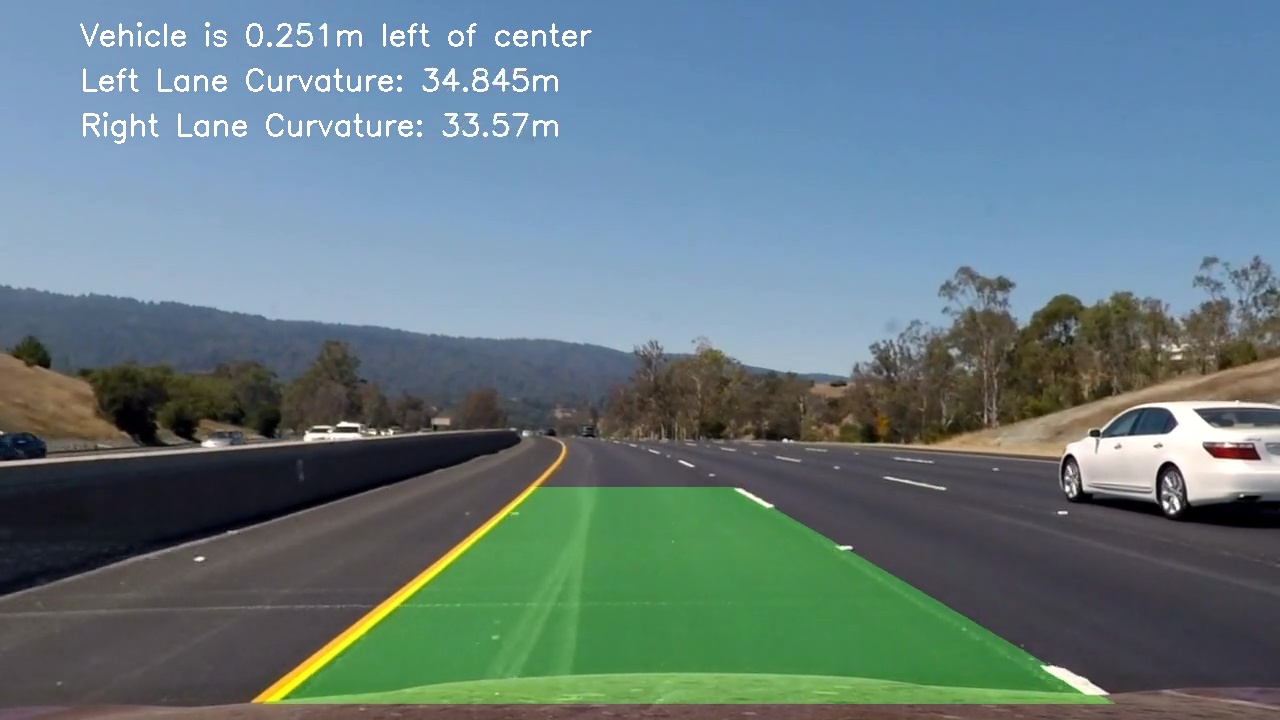 Vehicle is 0.251m left of center
Left Lane Curvature: 34.845m
Right Lane Curvature: 33.57m